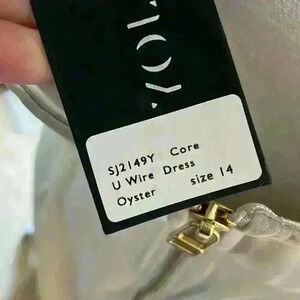 SJ2149Y Core
U Wire Dress
Oyster size 14